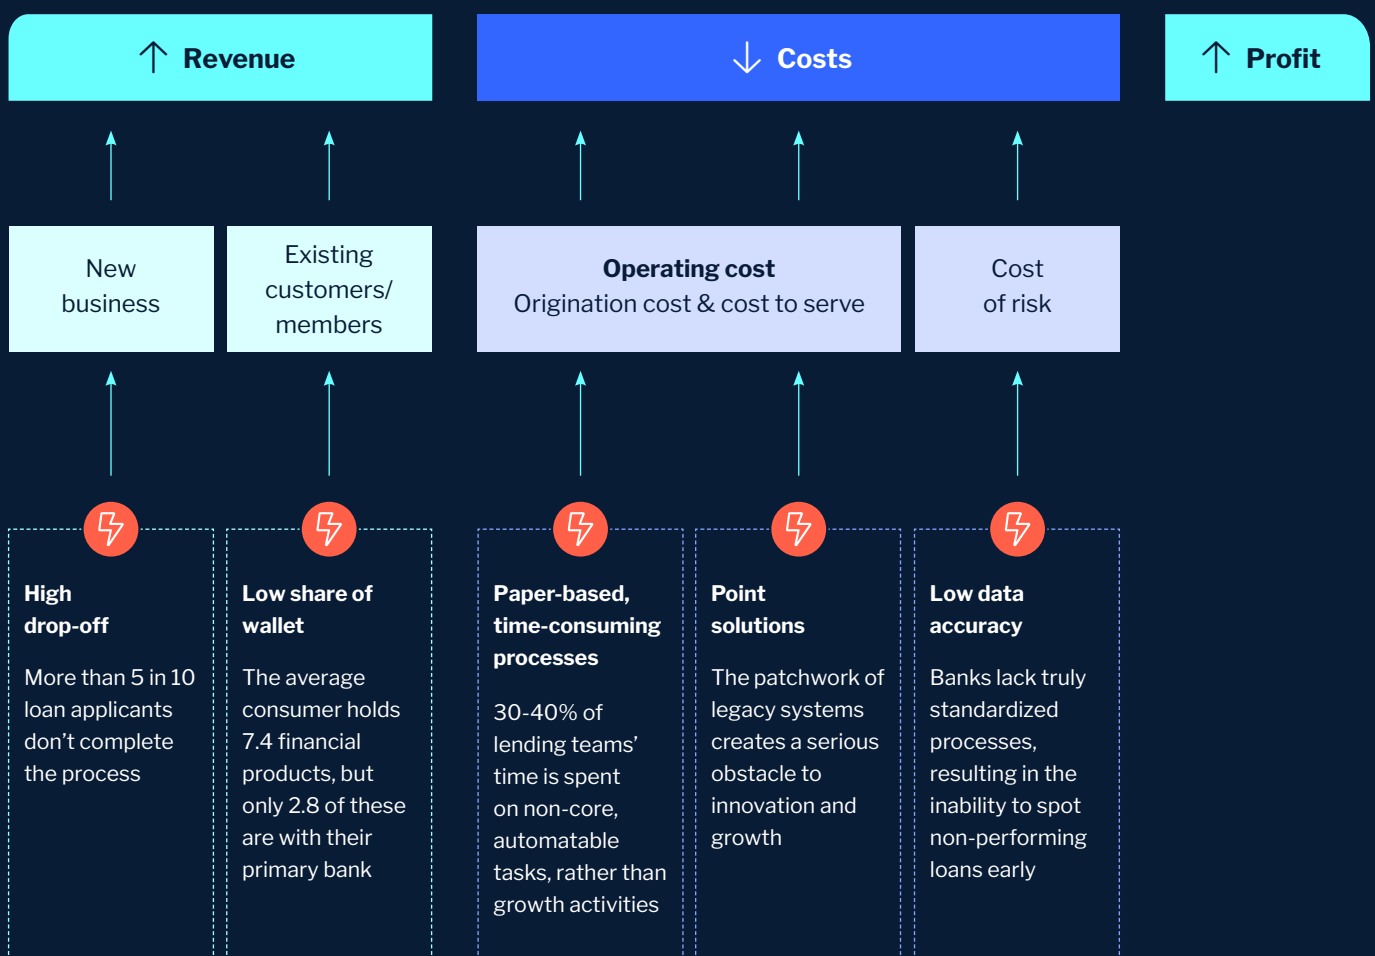 Revenue
Costs
Profit
New
business
Existing
customers/
members
Operating cost
Origination cost & cost to serve
Cost
of risk
High
drop-off
More than 5 in 10
loan applicants
don’t complete
the process
Low share of
wallet
The average
consumer holds
7.4 financial
products, but
only 2.8 of these
are with their
primary bank
Paper-based,
time-consuming
processes
30-40% of
lending teams’
time is spent
on non-core,
automatable
tasks, rather than
growth activities
Point
solutions
The patchwork of
legacy systems
creates a serious
obstacle to
innovation and
growth
Low data
accuracy
Banks lack truly
standardized
processes,
resulting in the
inability to spot
non-performing
loans early